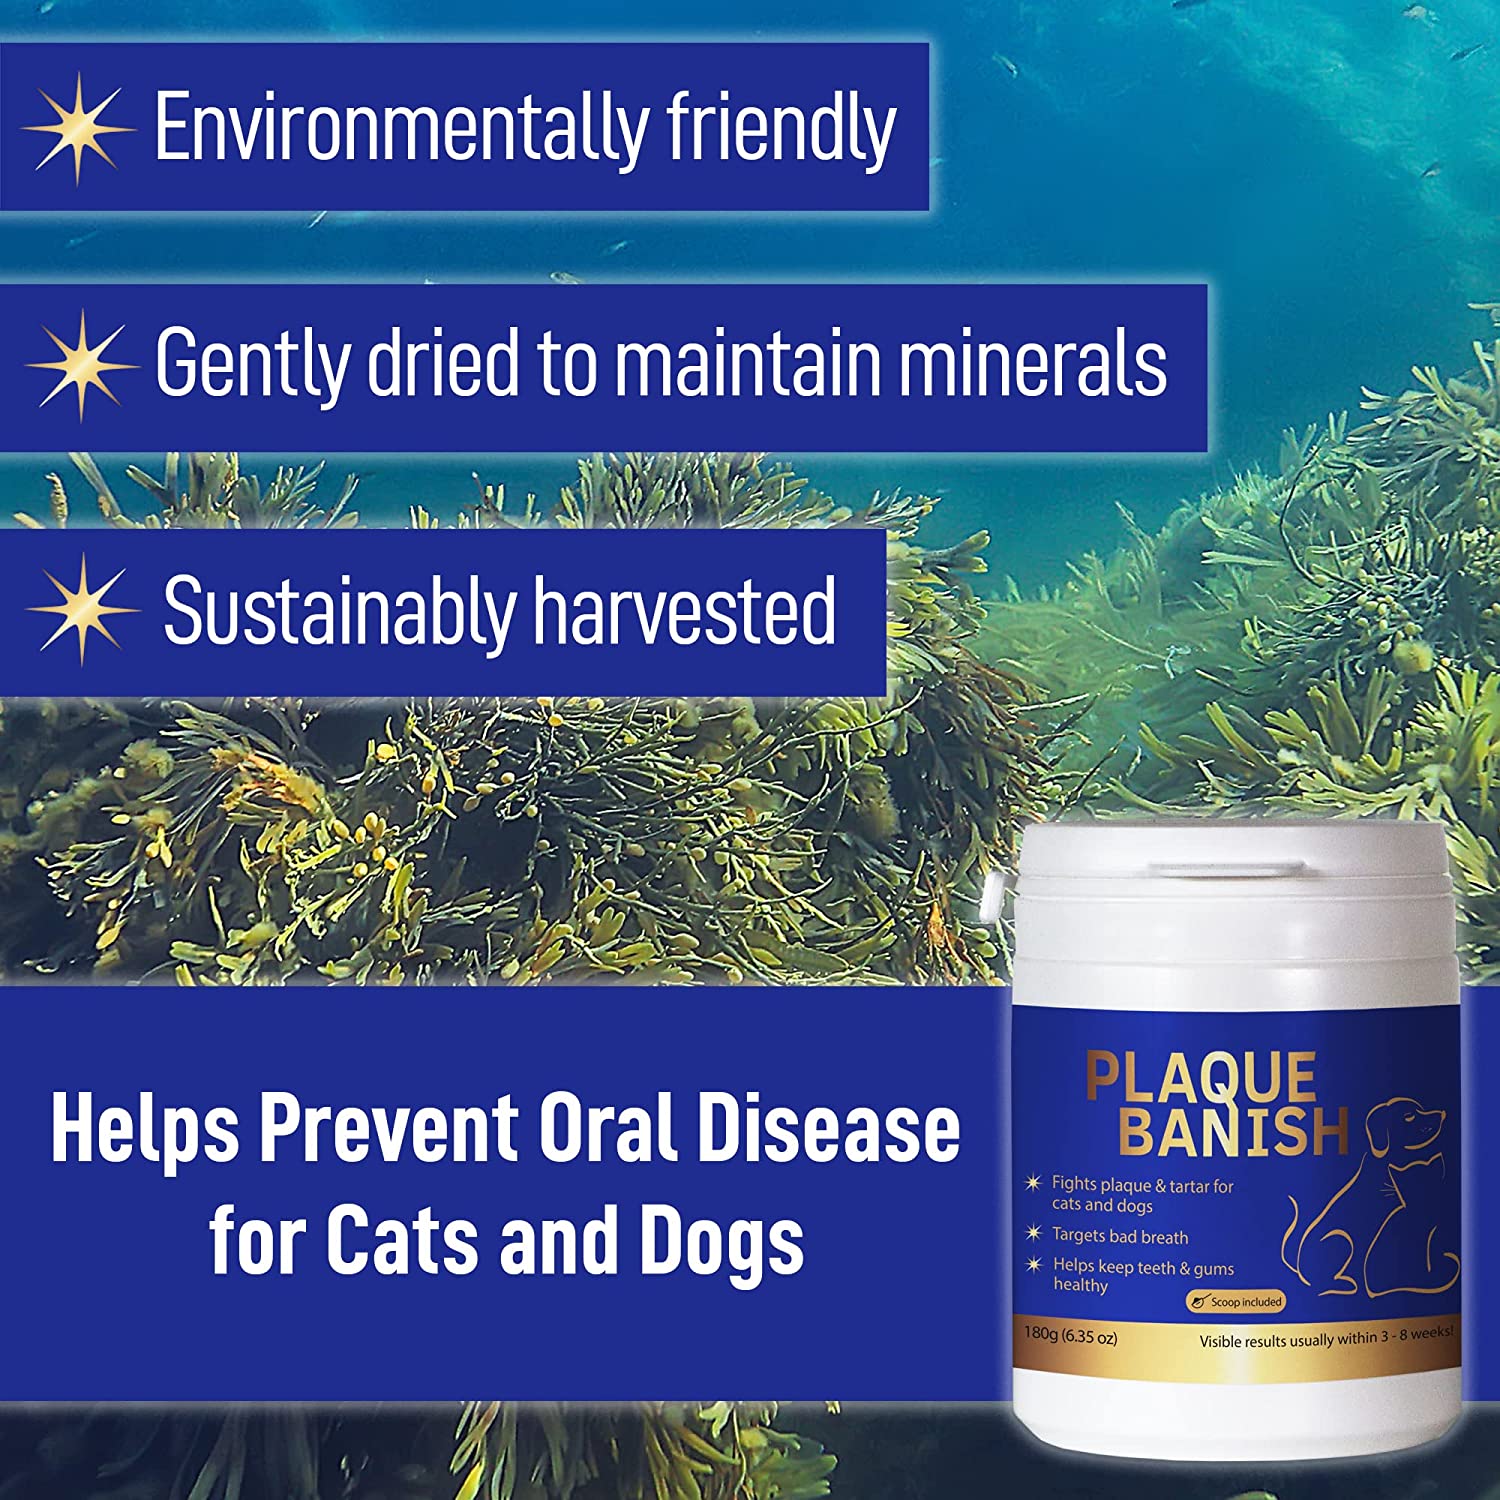 Environmentally friendly
Gently dried to maintain minerals
Sustainably harvested
Helps Prevent Oral Disease
for Cats and Dogs
PLAQUE
BANISH
Fights plaque & tartar for
cats and dogs
Targets bad breath
Helps keep teeth & gums
healthy
Scoop included
180g (6.35 oz)
Visible results usually within 3 - 8 weeks!